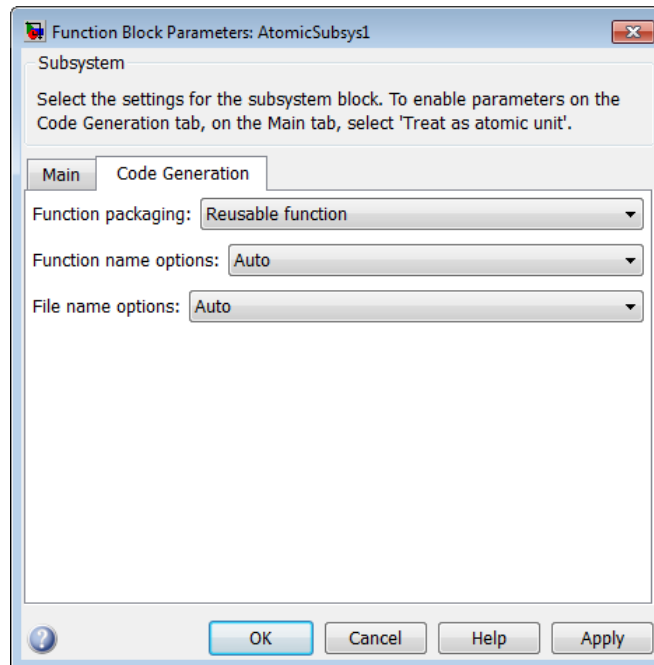 Function Block Parameters: AtomicSubsys1
Subsystem
Select the settings for the subsystem block. To enable parameters on the
Code Generation tab, on the Main tab, select 'Treat as atomic unit'.
Main Code Generation
Function packaging: Reusable function
Function name options: Auto
File name options: Auto
? OK Cancel Help Apply